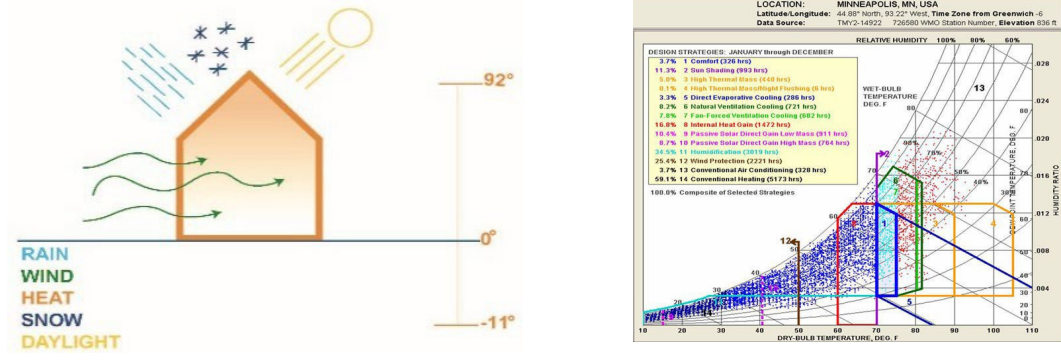 92°
0°
-11°
RAIN
WIND
HEAT
SNOW
DAYLIGHT
LOCATION: MINNEAPOLIS, MN, USA
Latitude/Longitude: 44.88° North, 93.22° West, Time Zone from Greenwich -6
Data Source: TMY2-14922 726580 WMO Station Number, Elevation 836 ft
RELATIVE HUMIDITY 100% 80% 60%
DESIGN STRATEGIES: JANUARY through DECEMBER
3.7% 1 Comfort (326 hrs)
11.3% 2 Sun Shading (993 hrs)
5.0% 3 High Thermal Mass (440 hrs)
0.1% 4 High Thermal Mass/Night Flushing (6 hrs)
3.3% 5 Direct Evaporative Cooling (286 hrs)
8.2% 6 Natural Ventilation Cooling (721 hrs)
7.8% 7 Fan-Forced Ventilation Cooling (682 hrs)
16.8% 8 Internal Heat Gain (1472 hrs)
10.4% 9 Passive Solar Direct Gain Low Mass (911 hrs)
8.7% 10 Passive Solar Direct Gain High Mass (764 hrs)
34.5% 11 Humidification (3019 hrs)
25.4% 12 Wind Protection (2221 hrs)
3.7% 13 Conventional Air Conditioning (328 hrs)
59.1% 14 Conventional Heating (5173 hrs)
100.0% Composite of Selected Strategies
WET-BULB
TEMPERATURE
DEG. F
13
.028
.024
.020
.016
.012
.008
.004
HUMIDITY RATIO
DEWPOINT TEMPERATURE, DEG. F
10 20 30 40 50 60 70 80 90 100 110
DRY-BULB TEMPERATURE, DEG. F